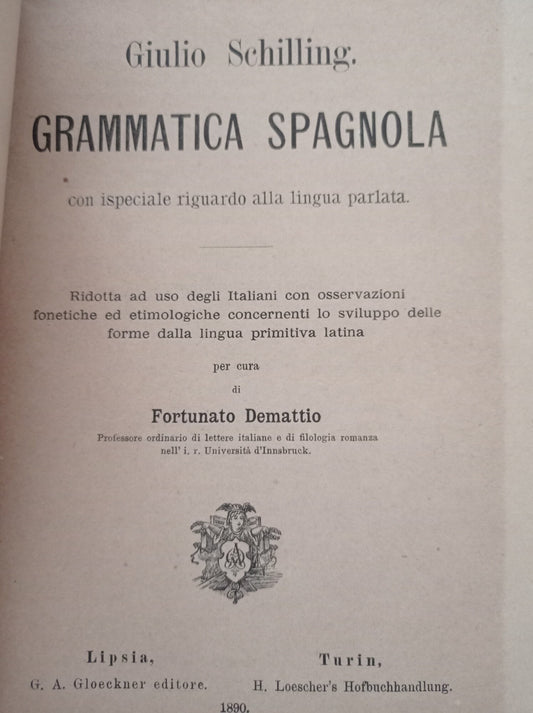 Giulio Schilling.
GRAMMATICA SPAGNOLA
con ispeciale riguardo alla lingua parlata.
Ridotta ad uso degli Italiani con osservazioni
fonetiche ed etimologiche concernenti lo sviluppo delle
forme dalla lingua primitiva latina
per cura
di
Fortunato Demattio
Professore ordinario di lettere italiane e di filologia romanza
nell' i. r. Università d'Innsbruck.
Lipsia,
G. A. Gloeckner editore.
Turin,
H. Loescher's Hofbuchhandlung.
1890.